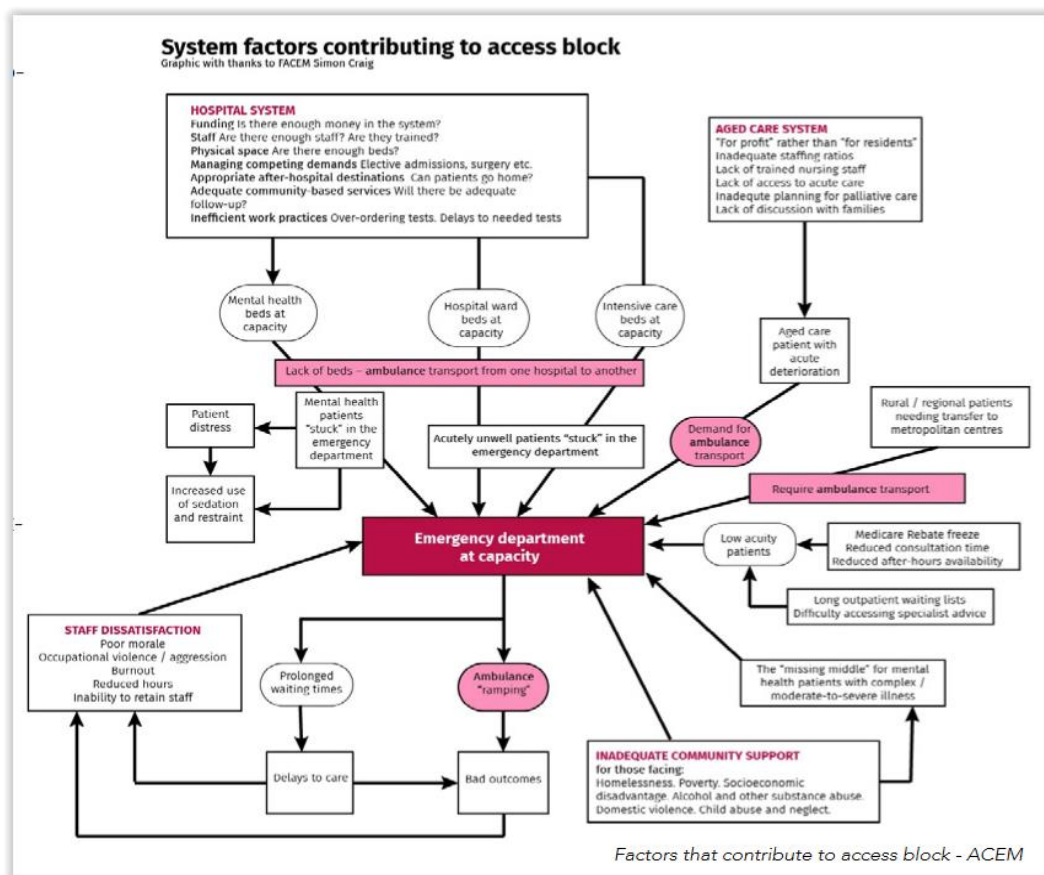 System factors contributing to access block
Graphic with thanks to FACEM Simon Craig
HOSPITAL SYSTEM
Funding Is there enough money in the system?
Staff Are there enough staff? Are they trained?
Physical space Are there enough beds?
Managing competing demands Elective admissions, surgery etc.
Appropriate after-hospital destinations Can patients go home?
Adequate community-based services Will there be adequate
follow-up?
Inefficient work practices Over-ordering tests. Delays to needed tests
AGED CARE SYSTEM
"For profit" rather than "for residents"
Inadequate staffing ratios
Lack of trained nursing staff
Lack of access to acute care
Inadequte planning for palliative care
Lack of discussion with families
Mental health
beds at
capacity
Hospital ward
beds at
capacity
Intensive care
beds at
capacity
Aged care
patient with
acute
deterioration
Lack of beds – ambulance transport from one hospital to another
Patient
distress
Mental health
patients
"stuck" in the
emergency
department
Acutely unwell patients "stuck" in the
emergency department
Demand for
ambulance
transport
Rural / regional patients
needing transfer to
metropolitan centres
Increased use
of sedation
and restraint
Require ambulance transport
Emergency department
at capacity
Low acuity
patients
Medicare Rebate freeze
Reduced consultation time
Reduced after-hours availability
Long outpatient waiting lists
Difficulty accessing specialist advice
STAFF DISSATISFACTION
Poor morale
Occupational violence / aggression
Burnout
Reduced hours
Inability to retain staff
Prolonged
waiting times
Ambulance
"ramping"
The "missing middle" for mental
health patients with complex /
moderate-to-severe illness
Delays to care
Bad outcomes
INADEQUATE COMMUNITY SUPPORT
for those facing:
Homelessness. Poverty. Socioeconomic
disadvantage. Alcohol and other substance abuse.
Domestic violence. Child abuse and neglect.
Factors that contribute to access block - ACEM